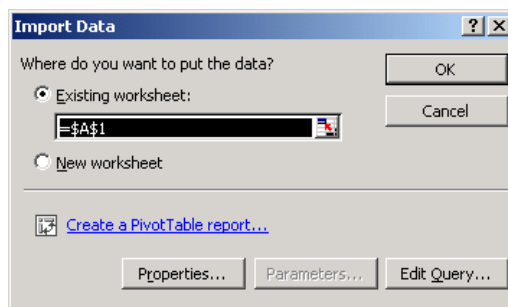 Import Data
Where do you want to put the data?
OK
Existing worksheet:
Cancel
=$A$1
New worksheet
Create a PivotTable report...
Properties... Parameters... Edit Query...